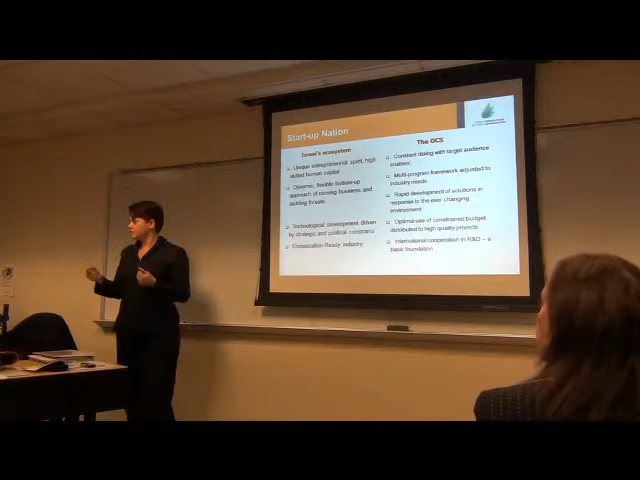 Start-up Nation
Israel's ecosystem
Unique entrepreneurial spirit, high
skilled human capital
Dynamic, flexible bottom-up
approach of running business and
tackling threats
Technological development driven
by strategic and political constrains
Globalization-Ready industry
The OCS
Constant dialog with target audience
enables:
Multi-program framework adjusted to
industry needs
Rapid development of solutions in
response to the ever changing
environment
Optimal use of constrained budget
distributed to high quality projects
International cooperation in R&D – a
basic foundation